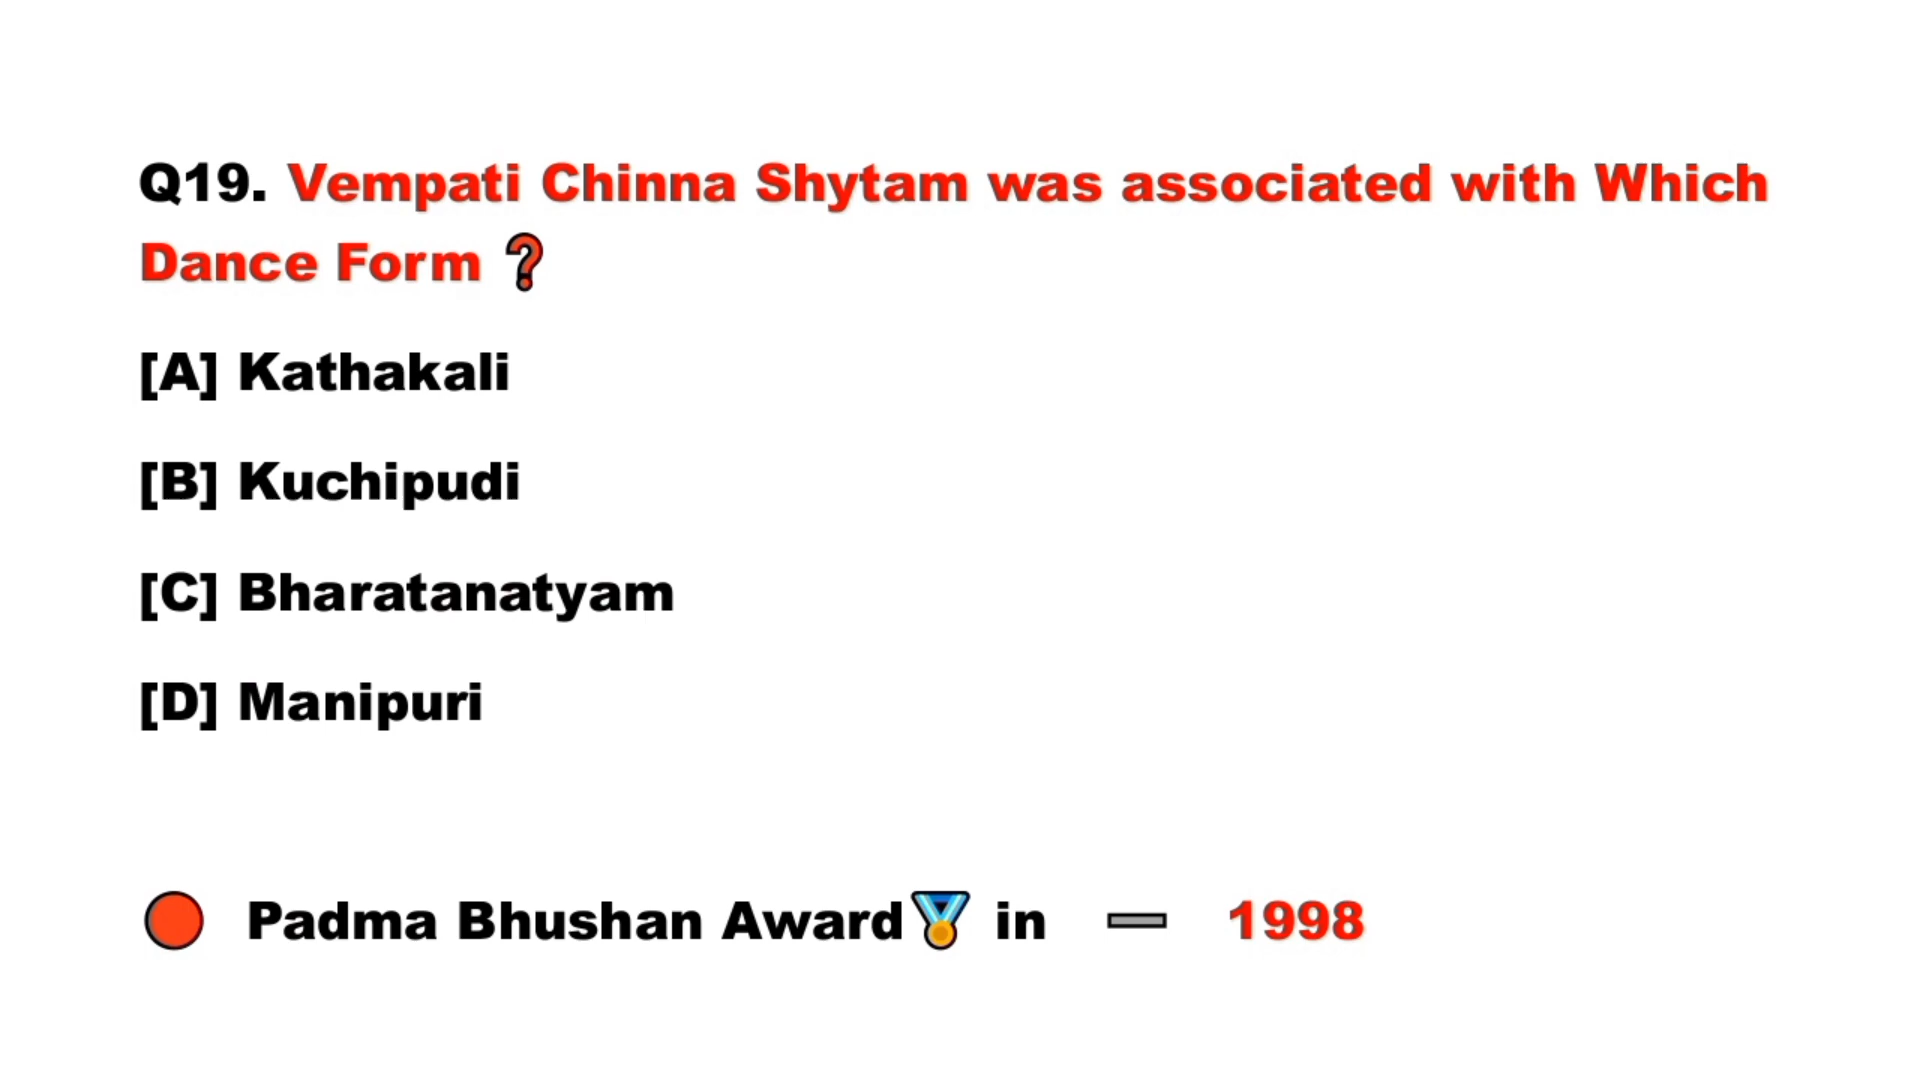 Q19. Vempati Chinna Shytam was associated with Which
Dance Form ❓
[A] Kathakali
[B] Kuchipudi
[C] Bharatanatyam
[D] Manipuri
🔴 Padma Bhushan Award🏅 in ➖ 1998